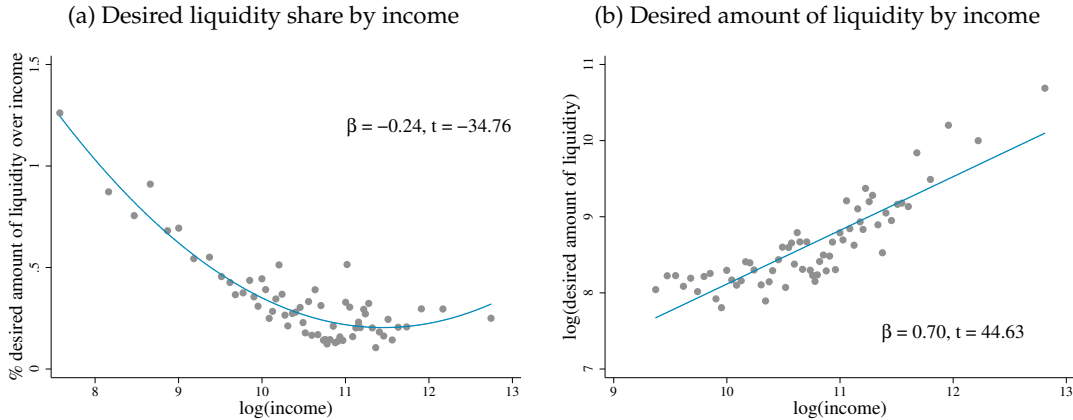 (a) Desired liquidity share by income
% desired amount of liquidity over income
1.5
1
.5
0
β = −0.24, t = −34.76
8 9 10 11 12 13
log(income)
(b) Desired amount of liquidity by income
log(desired amount of liquidity)
11
10
9
8
7
β 0.70, t = 44.63
9 10 11 12 13
log(income)